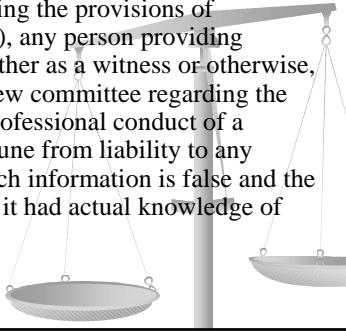 ing the provisions of
), any person providing
ther as a witness or otherwise,
ew committee regarding the
ofessional conduct of a
une from liability to any
ch information is false and the
it had actual knowledge of